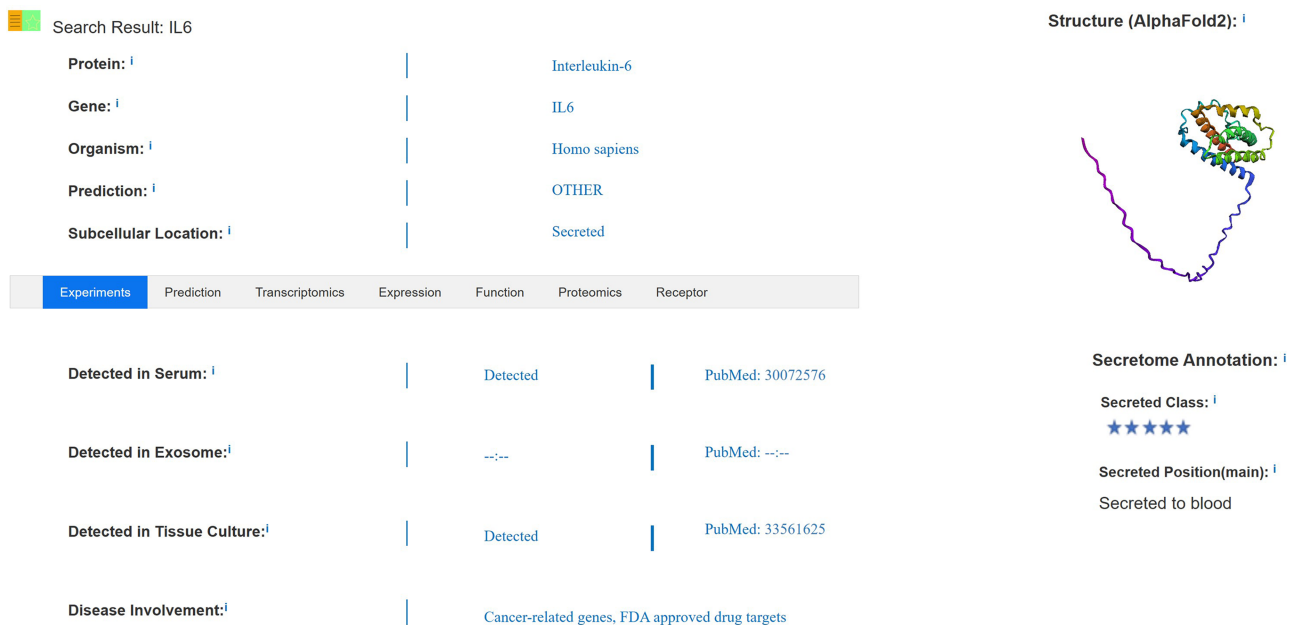 Search Result: IL6
Structure (AlphaFold2): i
Protein: i Interleukin-6
Gene: i IL6
Organism: i Homo sapiens
Prediction: i OTHER
Subcellular Location: i Secreted
Experiments Prediction Transcriptomics Expression Function Proteomics Receptor
Detected in Serum: i Detected PubMed: 30072576
Detected in Exosome:i --:-- PubMed: --:--
Detected in Tissue Culture:i Detected PubMed: 33561625
Disease Involvement:i Cancer-related genes, FDA approved drug targets
Secretome Annotation: i
Secreted Class: i
Secreted Position(main): i
Secreted to blood